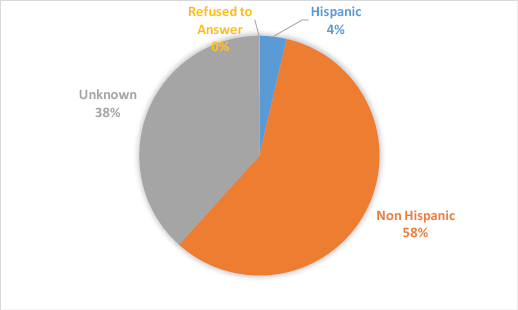 Refused to
Answer
0%
Hispanic
4%
Unknown
38%
Non Hispanic
58%